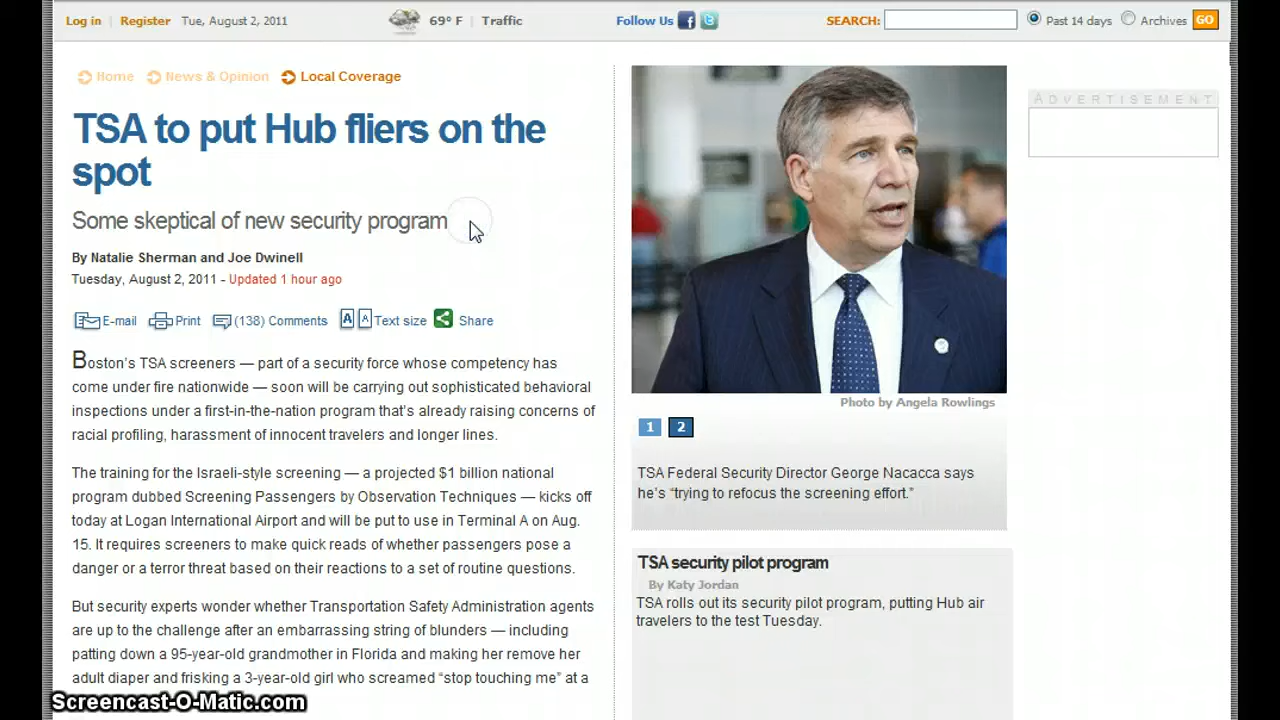 Log in | Register Tue, August 2, 2011 69° F | Traffic Follow Us SEARCH: Past 14 days Archives GO
Home News & Opinion Local Coverage
TSA to put Hub fliers on the
spot
Some skeptical of new security program
By Natalie Sherman and Joe Dwinell
Tuesday, August 2, 2011 - Updated 1 hour ago
E-mail Print (138) Comments Text size Share
Boston's TSA screeners — part of a security force whose competency has
come under fire nationwide — soon will be carrying out sophisticated behavioral
inspections under a first-in-the-nation program that's already raising concerns of
racial profiling, harassment of innocent travelers and longer lines.
The training for the Israeli-style screening — a projected $1 billion national
program dubbed Screening Passengers by Observation Techniques — kicks off
today at Logan International Airport and will be put to use in Terminal A on Aug.
15. It requires screeners to make quick reads of whether passengers pose a
danger or a terror threat based on their reactions to a set of routine questions.
But security experts wonder whether Transportation Safety Administration agents
are up to the challenge after an embarrassing string of blunders — including
patting down a 95-year-old grandmother in Florida and making her remove her
adult diaper and frisking a 3-year-old girl who screamed “stop touching me” at a
ADVERTISEMENT
Photo by Angela Rowlings
1 2
TSA Federal Security Director George Nacacca says
he's “trying to refocus the screening effort.”
TSA security pilot program
By Katy Jordan
TSA rolls out its security pilot program, putting Hub air
travelers to the test Tuesday.
Screencast-O-Matic.com